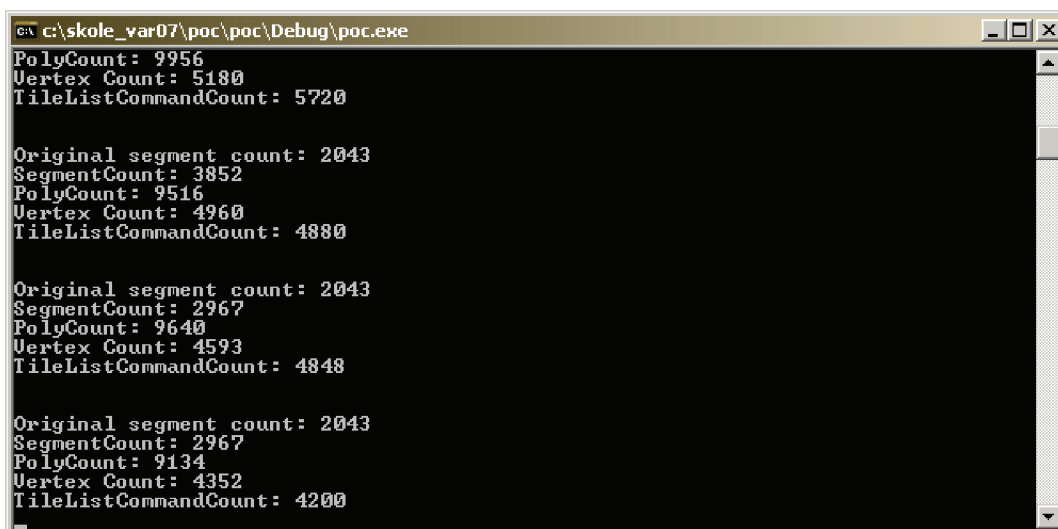 c:\skole_var07\poc\poc\Debug\poc.exe
PolyCount: 9956
Vertex Count: 5180
TileListCommandCount: 5720
Original segment count: 2043
SegmentCount: 3852
PolyCount: 9516
Vertex Count: 4960
TileListCommandCount: 4880
Original segment count: 2043
SegmentCount: 2967
PolyCount: 9640
Vertex Count: 4593
TileListCommandCount: 4848
Original segment count: 2043
SegmentCount: 2967
PolyCount: 9134
Vertex Count: 4352
TileListCommandCount: 4200